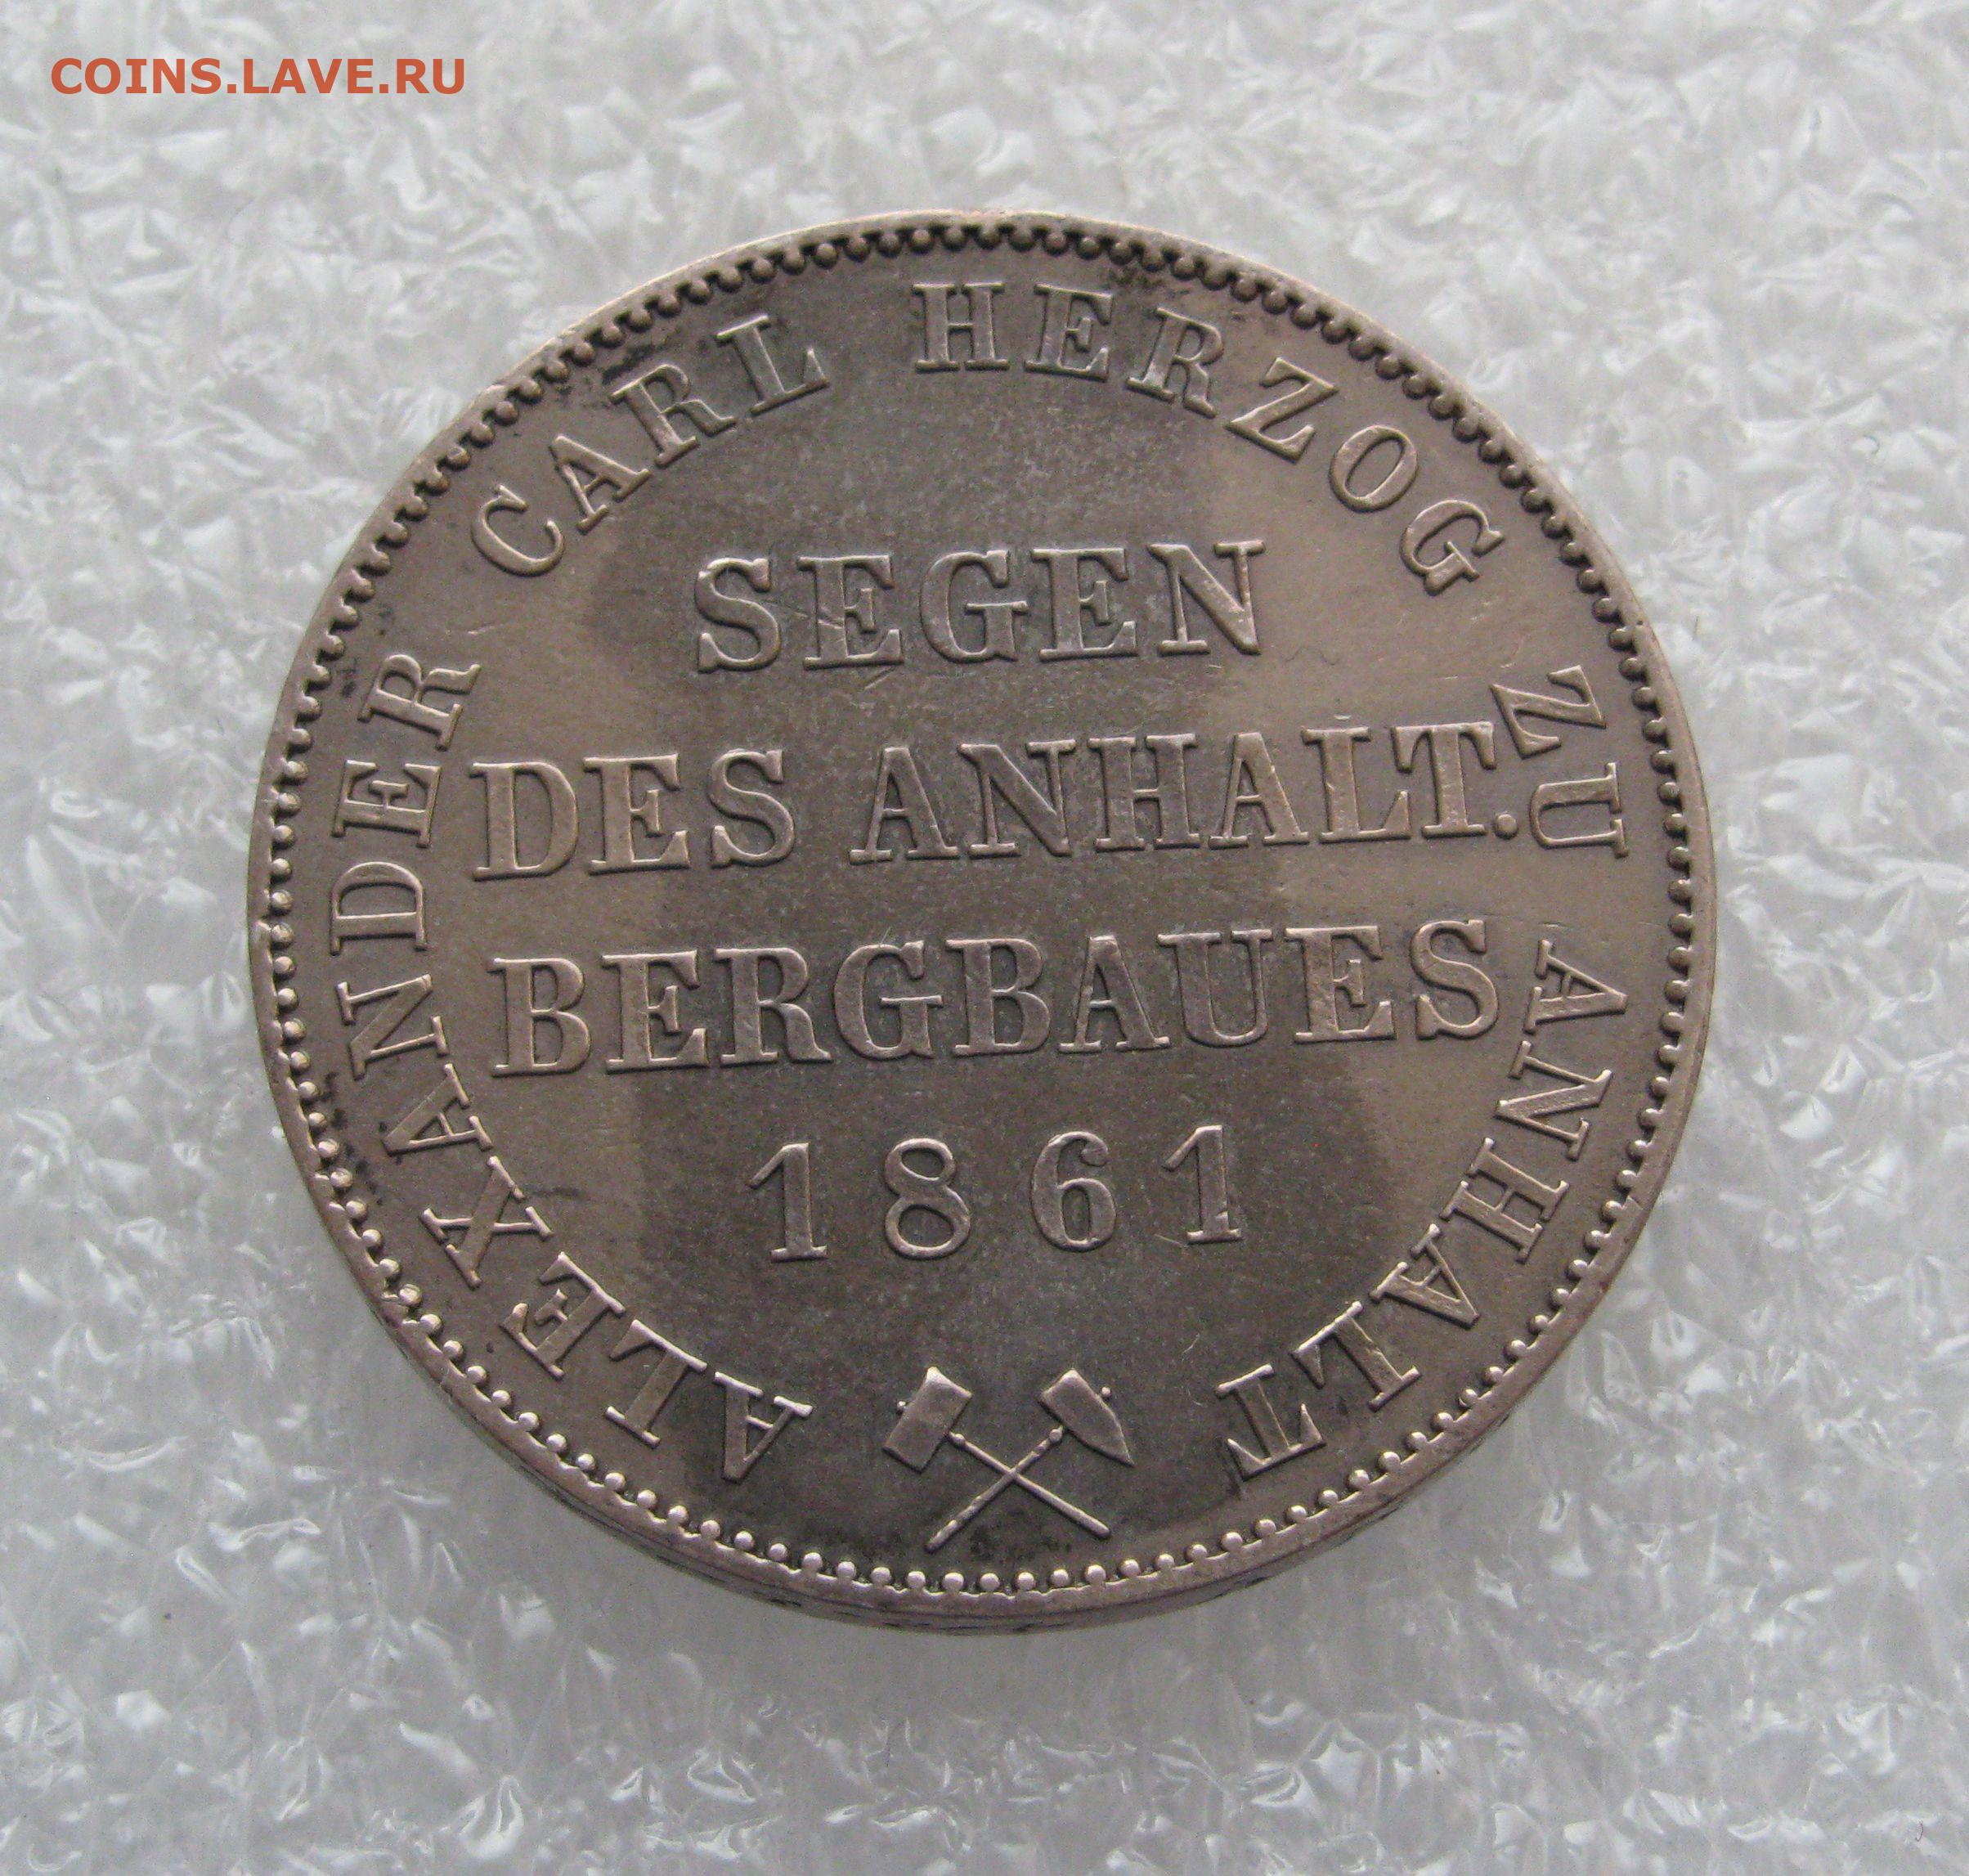 COINS.LAVE.RU
ALEXANDER CARL HERZOG ZU ANHALT
SEGEN
DES ANHALT.
BERGBAUES
1861